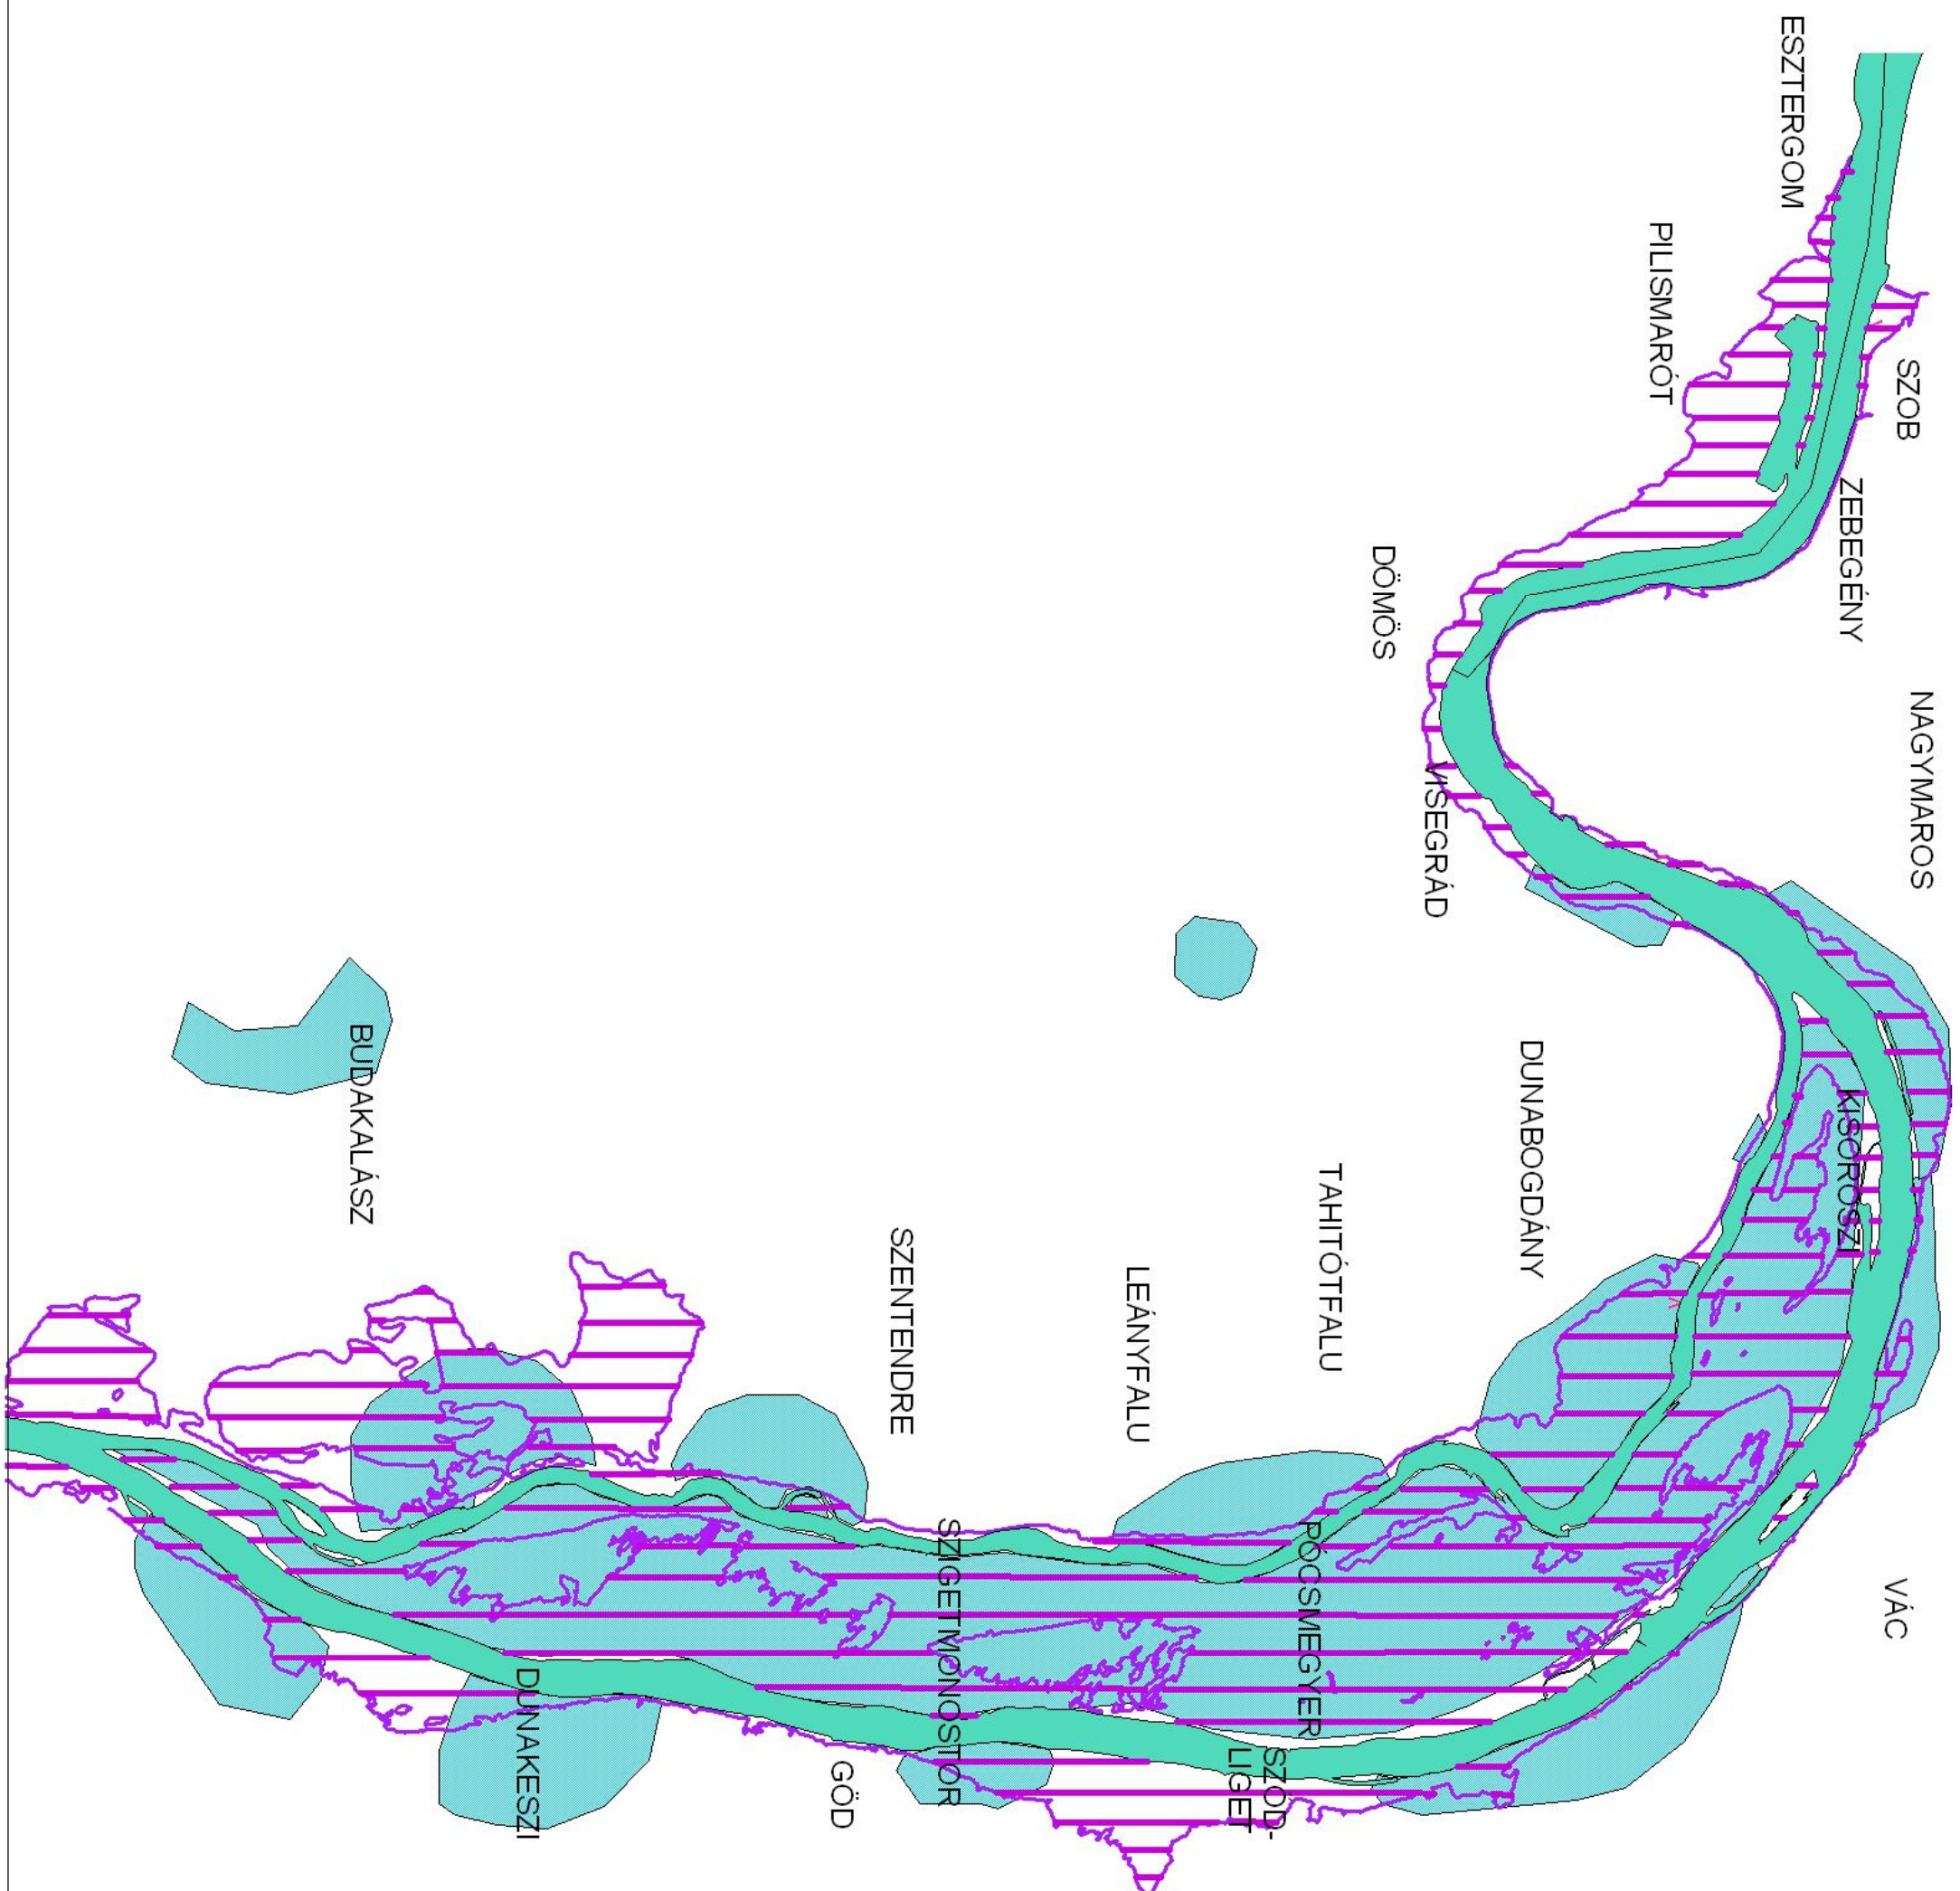 ESZTERGOM
SZOB
PILISMARÓT
ZEBEGÉNY
NAGYMAROS
DÖMÖS
VISEGRÁD
KISOROSZI
DUNABOGDÁNY
VÁC
TAHITÓTFALU
LEÁNYFALU
PÓCSMEGYER
SZŐD-
LIGET
SZENTENDRE
SZIGETMONOSTOR
GÖD
BUDAKALÁSZ
DUNAKESZI